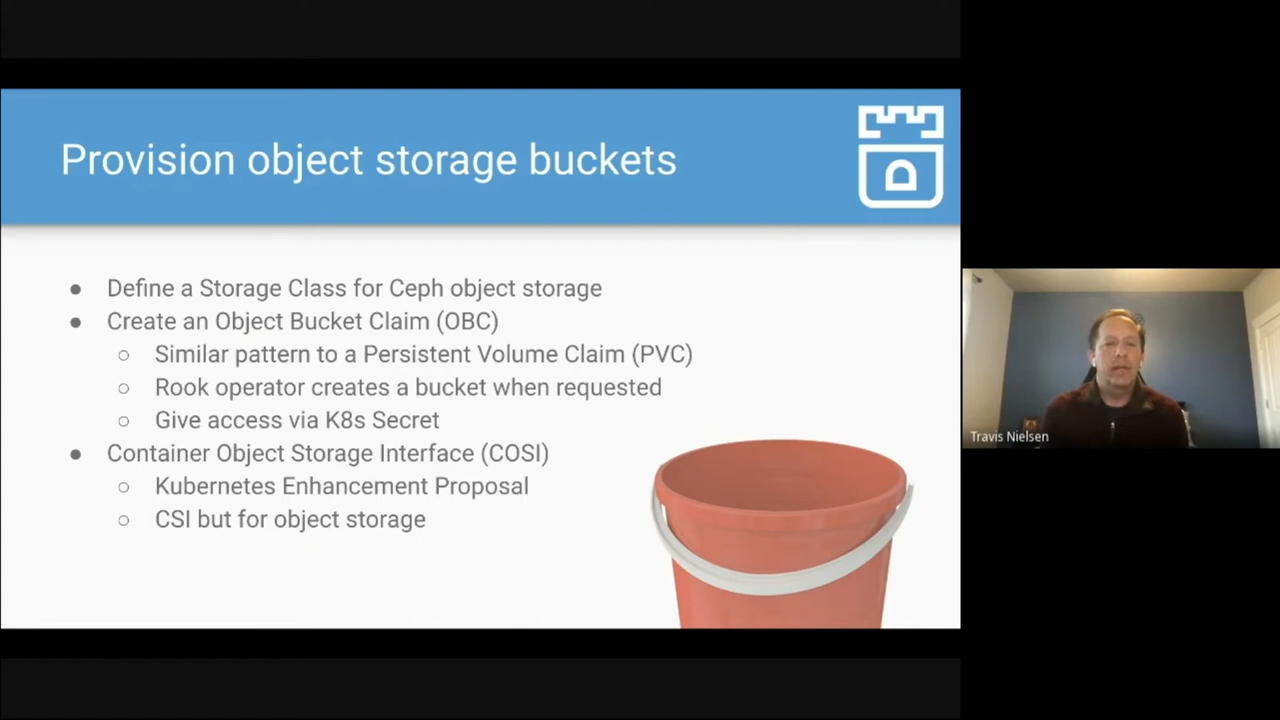 Provision object storage buckets
● Define a Storage Class for Ceph object storage
● Create an Object Bucket Claim (OBC)
○ Similar pattern to a Persistent Volume Claim (PVC)
○ Rook operator creates a bucket when requested
○ Give access via K8s Secret
● Container Object Storage Interface (COSI)
○ Kubernetes Enhancement Proposal
○ CSI but for object storage
Travis Nielsen